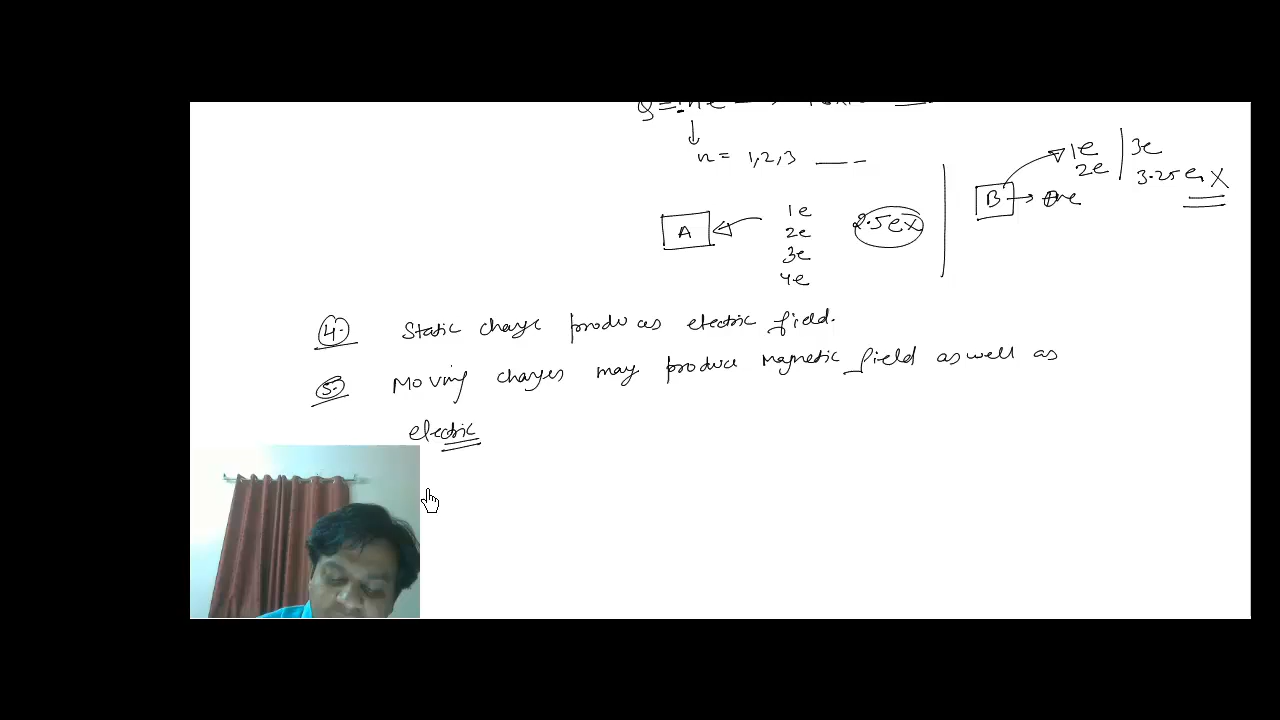 n = 1, 2, 3 ---
1e | 3e
2e 3.25e X
B
A
1e
2e
3e
4e
2.5e X
4. Static charge produces electric field.
5. Moving charges may produce magnetic field as well as
electric